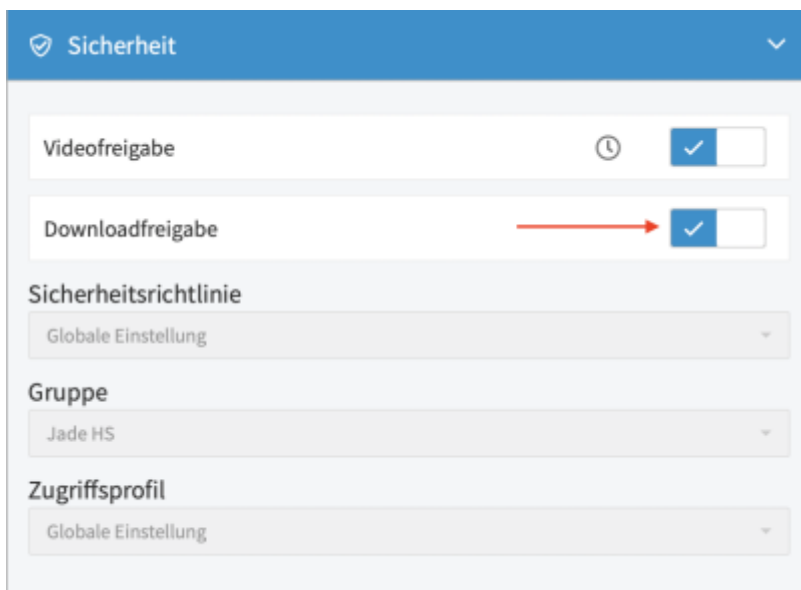 Sicherheit
Videofreigabe
Downloadfreigabe
Sicherheitsrichtlinie
Globale Einstellung
Gruppe
Jade HS
Zugriffsprofil
Globale Einstellung